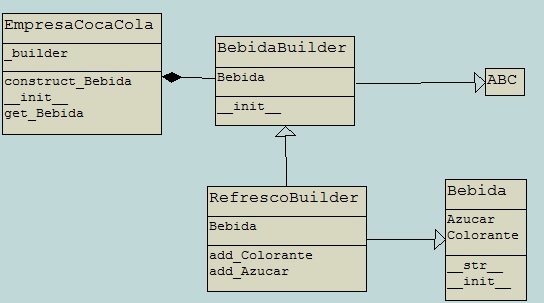 EmpresaCocaCola
_builder
construct_Bebida
__init__
get_Bebida
BebidaBuilder
Bebida
__init__
ABC
RefrescoBuilder
Bebida
add_Colorante
add_Azucar
Bebida
Azucar
Colorante
__str__
__init__